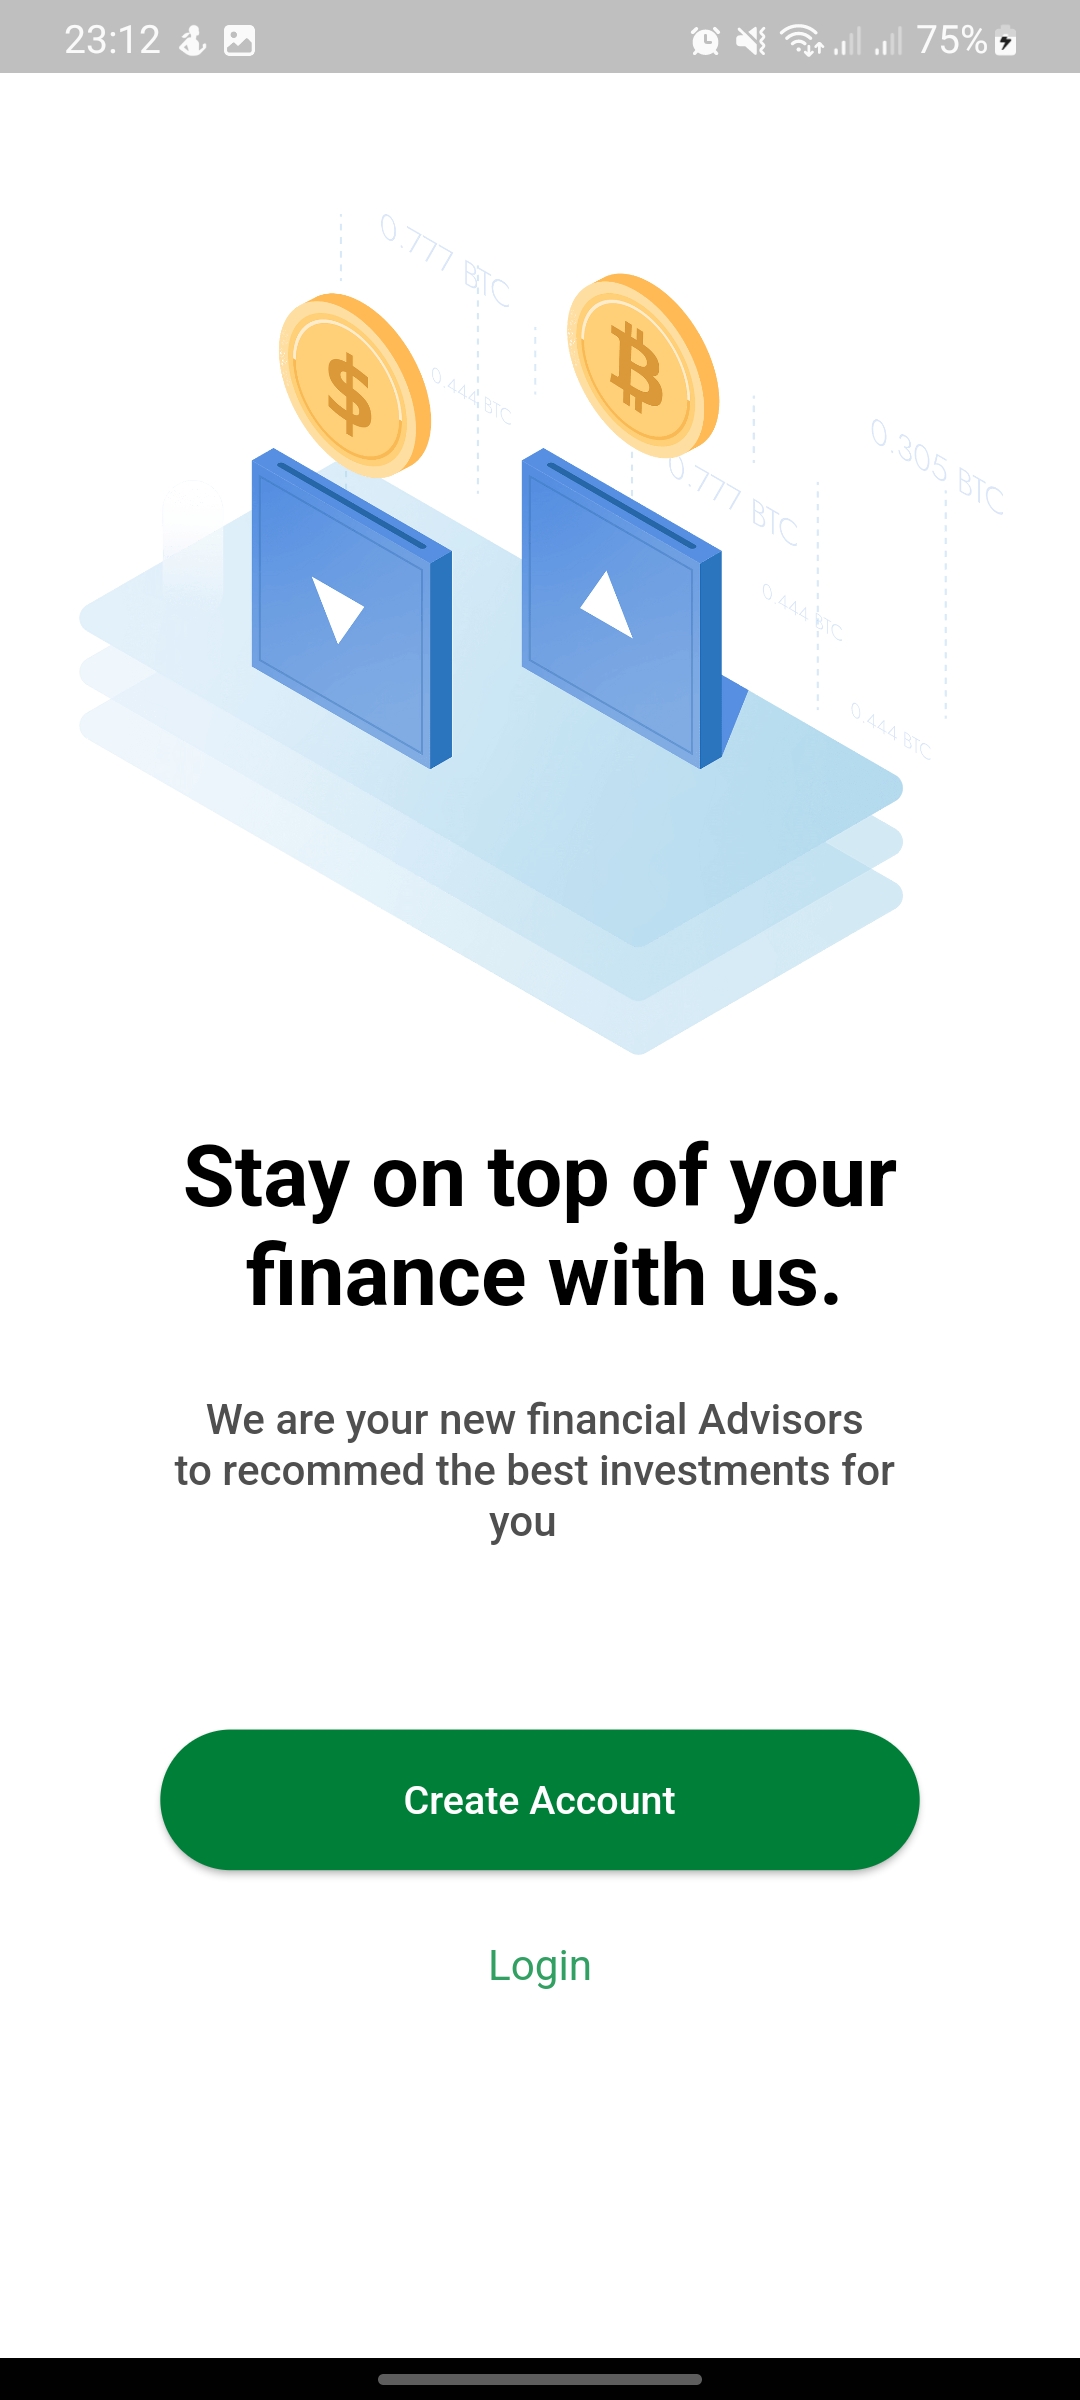 23:12
75%
0.777 BTC
0.444 BTC
0.305 BTC
0.777 BTC
0.444 BTC
0.444 BTC
$
₿
Stay on top of your
finance with us.
We are your new financial Advisors
to recommed the best investments for
you
Create Account
Login